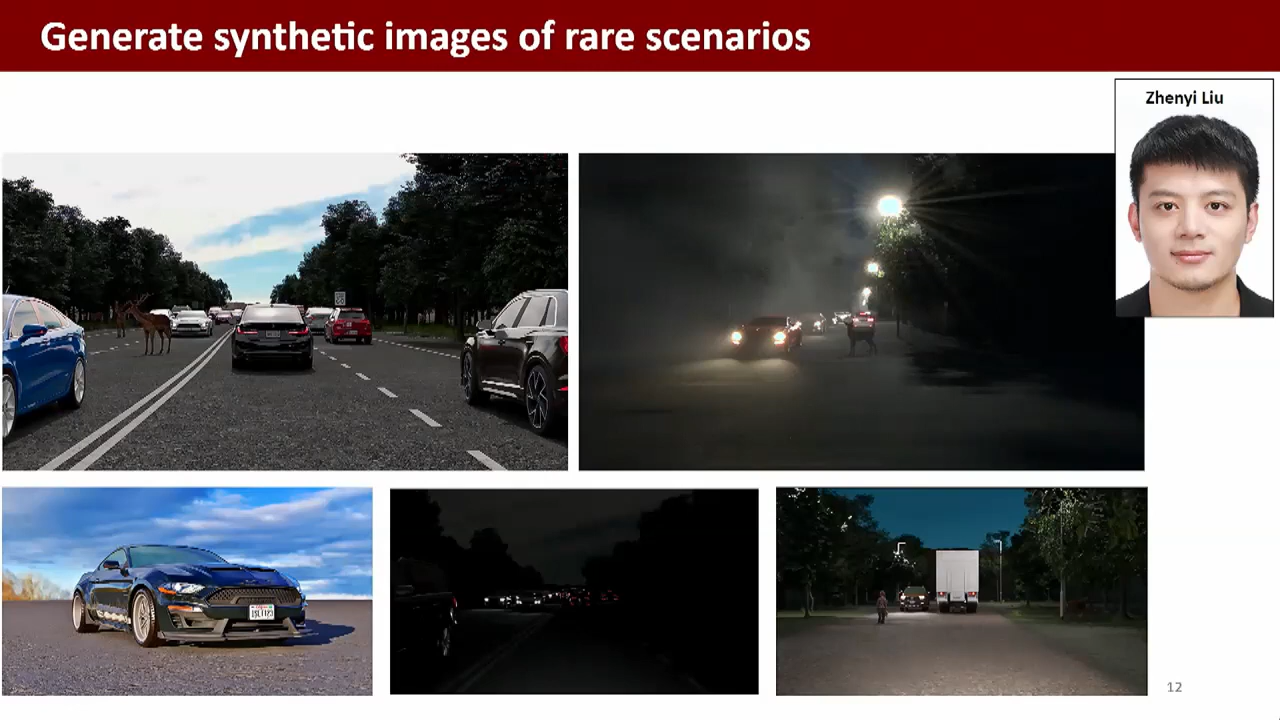 Generate synthetic images of rare scenarios
Zhenyi Liu
12